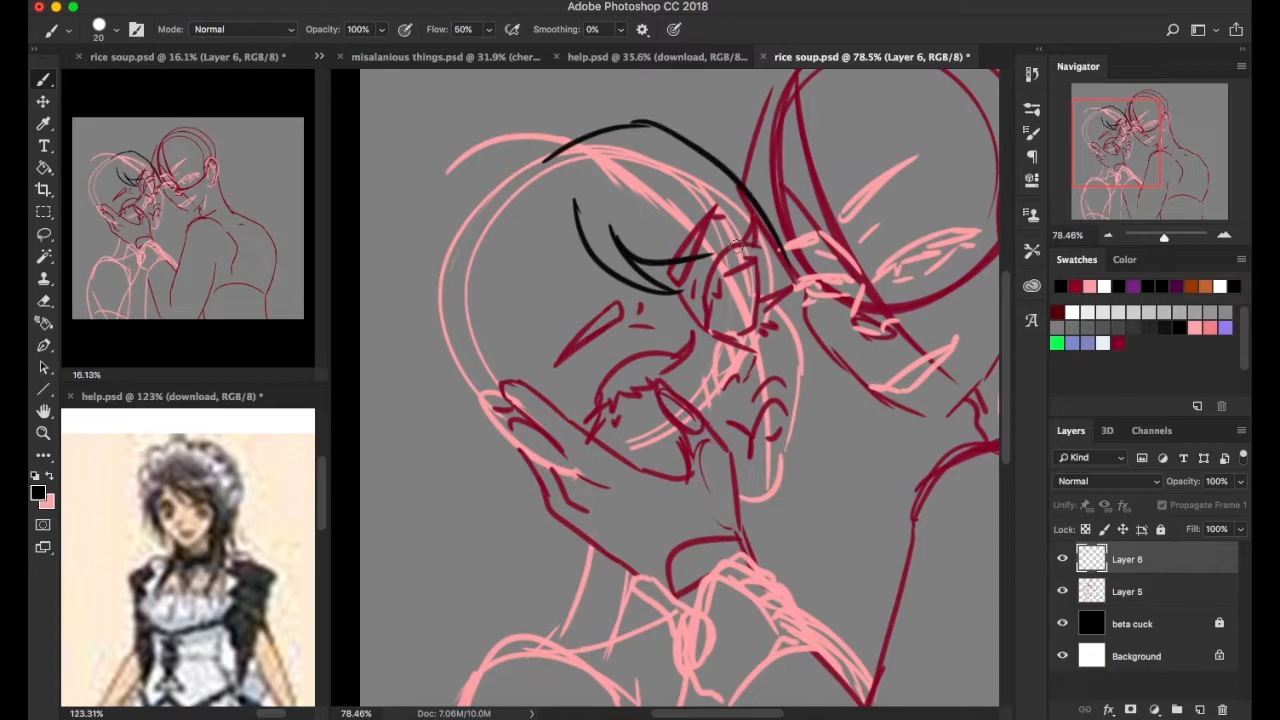 Adobe Photoshop CC 2018
20
Mode: Normal
Opacity: 100%
Flow: 50%
Smoothing: 0%
rice soup.psd @ 16.1% (Layer 6, RGB/8) *
misalanious things.psd @ 31.9% (cher...
help.psd @ 35.6% (download, RGB/8...
rice soup.psd @ 78.5% (Layer 6, RGB/8) *
Navigator
78.46%
Swatches
Color
16.13%
help.psd @ 123% (download, RGB/8) *
Layers
3D
Channels
Kind
Normal
Opacity: 100%
Unify:
Propagate Frame 1
Lock:
Fill: 100%
Layer 6
Layer 5
beta cuck
Background
123.31%
78.46%
Doc: 7.06M/10.0M